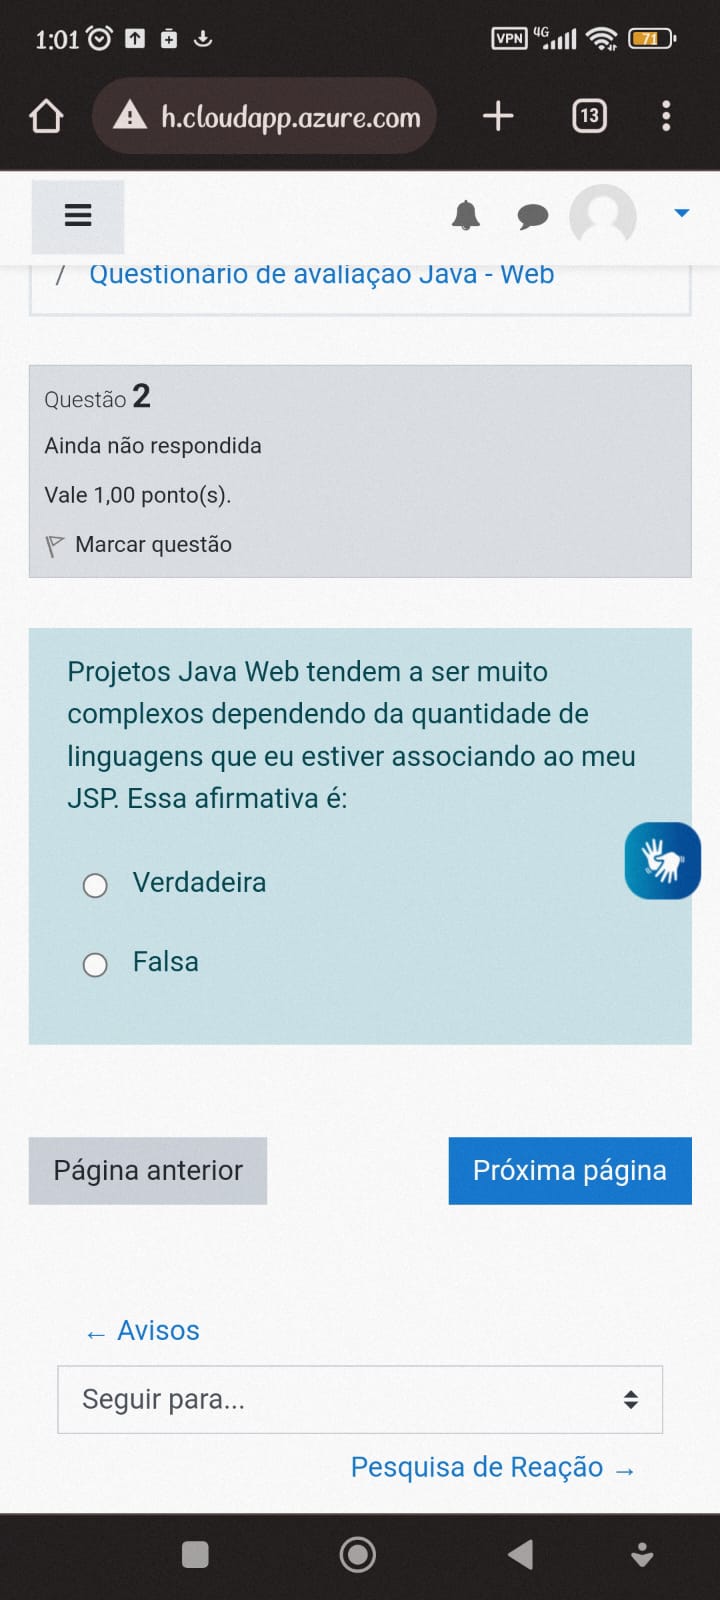 1:01
VPN 4G 71
h.cloudapp.azure.com
13
/ Questionário de avaliação Java - Web
Questão 2
Ainda não respondida
Vale 1,00 ponto(s).
Marcar questão
Projetos Java Web tendem a ser muito
complexos dependendo da quantidade de
linguagens que eu estiver associando ao meu
JSP. Essa afirmativa é:
Verdadeira
Falsa
Página anterior
Próxima página
← Avisos
Seguir para...
Pesquisa de Reação →